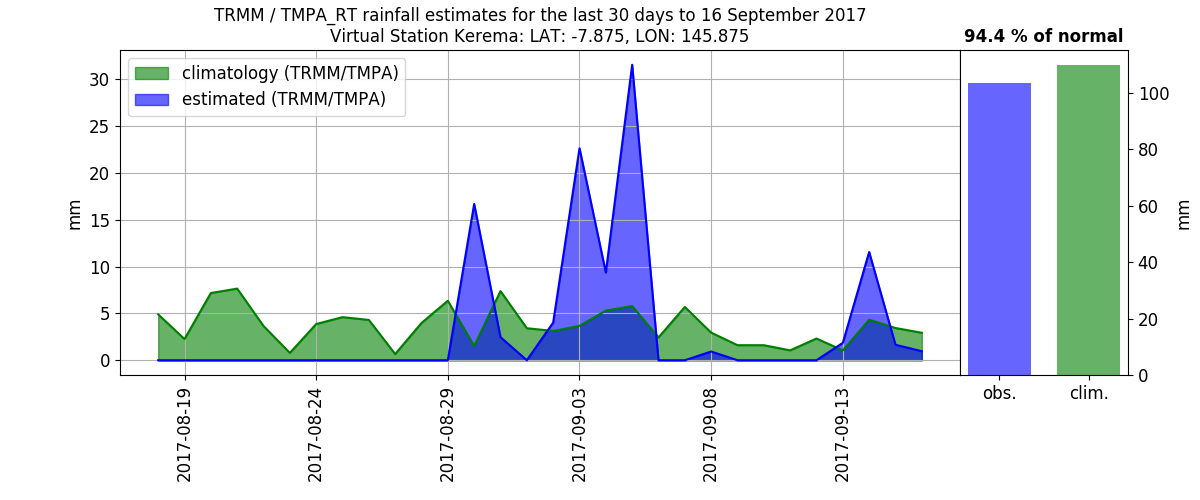 TRMM / TMPA_RT rainfall estimates for the last 30 days to 16 September 2017
Virtual Station Kerema: LAT: -7.875, LON: 145.875
94.4 % of normal
climatology (TRMM/TMPA)
estimated (TRMM/TMPA)
mm
30
25
20
15
10
5
0
2017-08-19
2017-08-24
2017-08-29
2017-09-03
2017-09-08
2017-09-13
obs.
clim.
100
80
60
40
20
0
mm